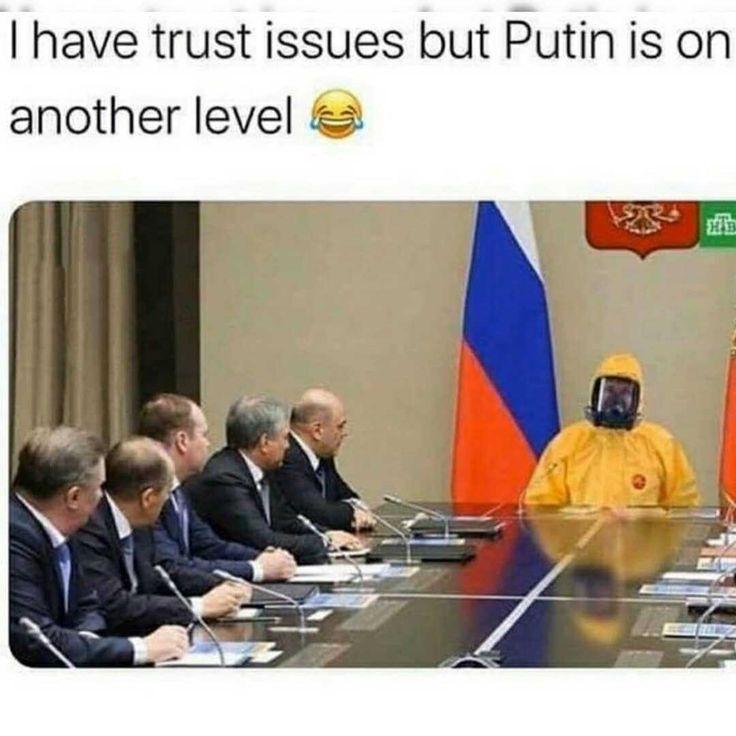 I have trust issues but Putin is on
another level 😂